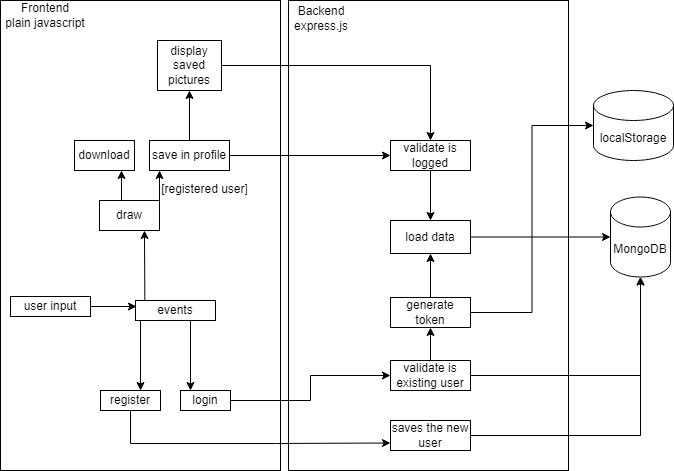 Frontend
plain javascript
Backend
express.js
display
saved
pictures
download
save in profile
validate is
logged
localStorage
[registered user]
draw
load data
MongoDB
user input
events
generate
token
validate is
existing user
register
login
saves the new
user